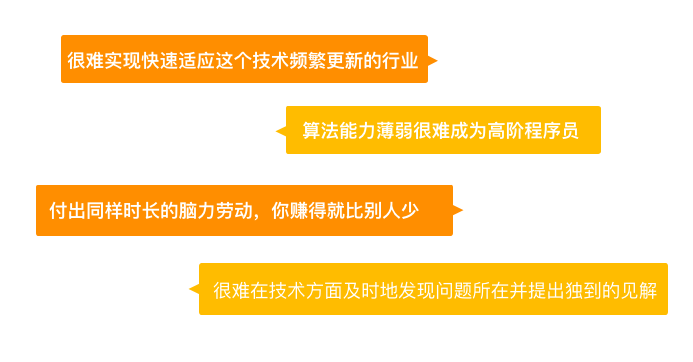 很难实现快速适应这个技术频繁更新的行业
算法能力薄弱很难成为高阶程序员
付出同样时长的脑力劳动，你赚得就比别人少
很难在技术方面及时地发现问题所在并提出独到的见解